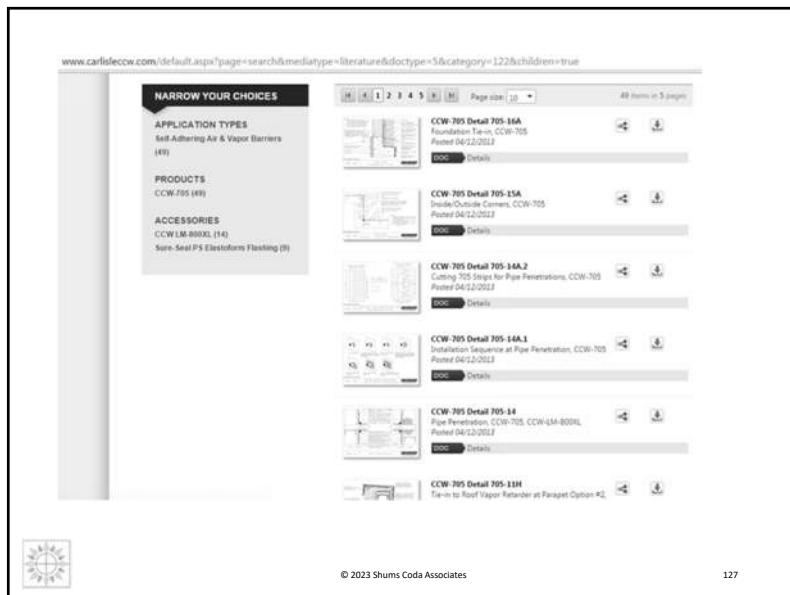 www.carlisleccw.com/default.aspx?page=search&mediatype=literature&doctype=5&category=122&children=true
NARROW YOUR CHOICES
APPLICATION TYPES
Self-Adhering Air & Vapor Barriers
(49)
PRODUCTS
CCW-705 (49)
ACCESSORIES
CCW LM-800XL (14)
Sure-Seal PS Elastoform Flashing (9)
1 2 3 4 5 Page size: 10 49 items in 5 pages
CCW-705 Detail 705-16A
Foundation Tie-in, CCW-705
Posted 04/12/2013
DOC Details
CCW-705 Detail 705-15A
Inside/Outside Corners, CCW-705
Posted 04/12/2013
DOC Details
CCW-705 Detail 705-14A.2
Cutting 705 Strips for Pipe Penetrations, CCW-705
Posted 04/12/2013
DOC Details
CCW-705 Detail 705-14A.1
Installation Sequence at Pipe Penetration, CCW-705
Posted 04/12/2013
DOC Details
CCW-705 Detail 705-14
Pipe Penetration, CCW-705, CCW-LM-800XL
Posted 04/12/2013
DOC Details
CCW-705 Detail 705-11H
Tie-in to Roof Vapor Retarder at Parapet Option #2,
© 2023 Shums Coda Associates
127